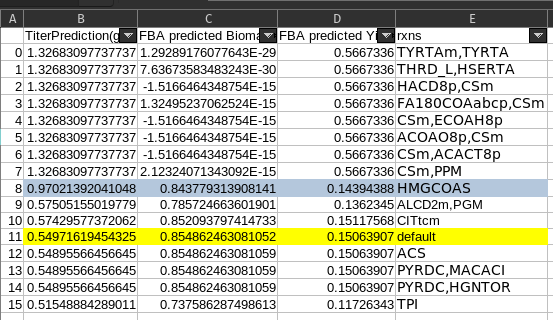 A B C D E
TiterPrediction(g FBA predicted Bioma FBA predicted Yi rxns
0 1.32683097737737 1.29289176077643E-29 0.5667336 TYRTAm,TYRTA
1 1.32683097737737 7.63673583483243E-30 0.5667336 THRD_L,HSERTA
2 1.32683097737737 -1.5166464348754E-15 0.5667336 HACD8p,CSm
3 1.32683097737737 1.32495237062524E-15 0.5667336 FA180COAabcp,CSm
4 1.32683097737737 -1.5166464348754E-15 0.5667336 CSm,ECOAH8p
5 1.32683097737737 -1.5166464348754E-15 0.5667336 ACOAO8p,CSm
6 1.32683097737737 -1.5166464348754E-15 0.5667336 CSm,ACACT8p
7 1.32683097737737 2.12324071343092E-15 0.5667336 CSm,PPM
8 0.97021392041048 0.843779313908141 0.14394388 HMGCOAS
9 0.57505155019779 0.785724663601901 0.1362345 ALCD2m,PGM
10 0.57429577372062 0.852093797414733 0.15117568 CITtcm
11 0.54971619454325 0.854862463081052 0.15063907 default
12 0.54895566456645 0.854862463081059 0.15063907 ACS
13 0.54895566456645 0.854862463081059 0.15063907 PYRDC,MACACI
14 0.54895566456645 0.854862463081059 0.15063907 PYRDC,HGNTOR
15 0.51548884289011 0.737586287498613 0.11726343 TPI